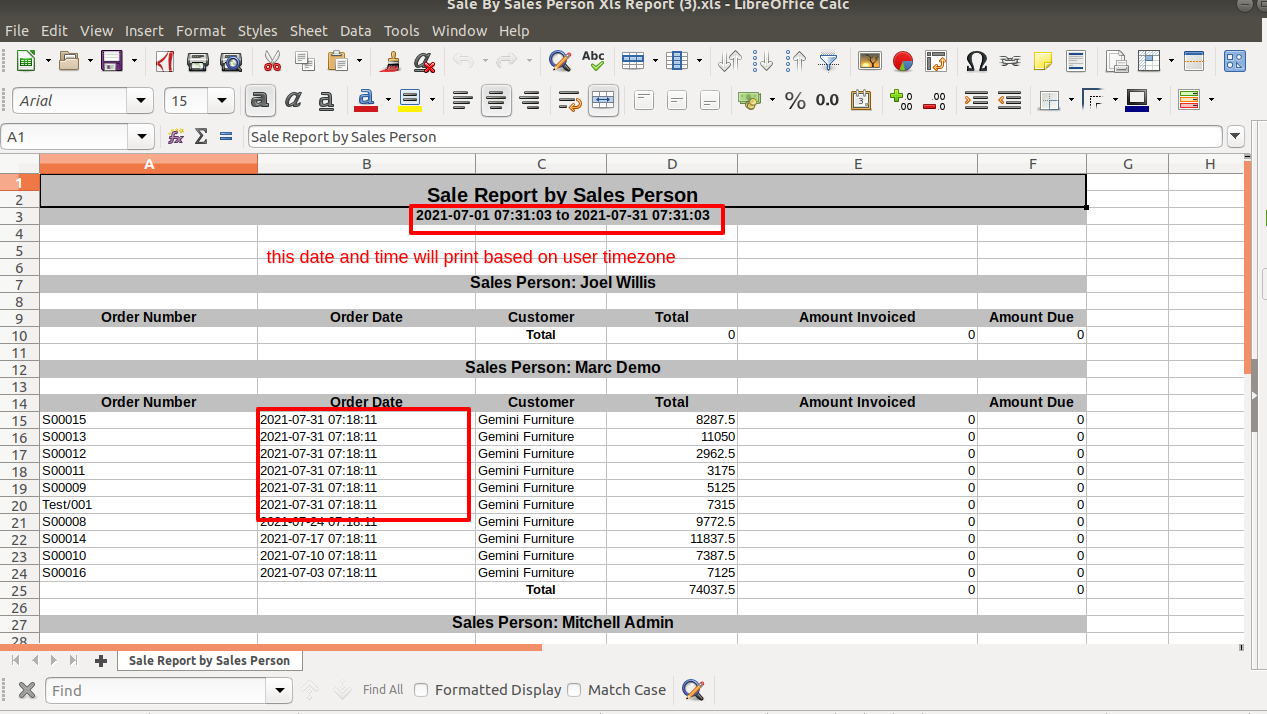 Sale By Sales Person Xls Report (3).xls - LibreOffice Calc
File Edit View Insert Format Styles Sheet Data Tools Window Help
Abc
Arial 15 a a a a % 0.0 3 .00 .00
A1 fx Σ = Sale Report by Sales Person
A B C D E F G H
1
2 Sale Report by Sales Person
3 2021-07-01 07:31:03 to 2021-07-31 07:31:03
4
5 this date and time will print based on user timezone
6
7 Sales Person: Joel Willis
8
9 Order Number Order Date Customer Total Amount Invoiced Amount Due
10 Total 0 0 0
11
12 Sales Person: Marc Demo
13
14 Order Number Order Date Customer Total Amount Invoiced Amount Due
15 S00015 2021-07-31 07:18:11 Gemini Furniture 8287.5 0 0
16 S00013 2021-07-31 07:18:11 Gemini Furniture 11050 0 0
17 S00012 2021-07-31 07:18:11 Gemini Furniture 2962.5 0 0
18 S00011 2021-07-31 07:18:11 Gemini Furniture 3175 0 0
19 S00009 2021-07-31 07:18:11 Gemini Furniture 5125 0 0
20 Test/001 2021-07-31 07:18:11 Gemini Furniture 7315 0 0
21 S00008 2021-07-24 07:18:11 Gemini Furniture 9772.5 0 0
22 S00014 2021-07-17 07:18:11 Gemini Furniture 11837.5 0 0
23 S00010 2021-07-10 07:18:11 Gemini Furniture 7387.5 0 0
24 S00016 2021-07-03 07:18:11 Gemini Furniture 7125 0 0
25 Total 74037.5 0 0
26
27 Sales Person: Mitchell Admin
28
Sale Report by Sales Person
Find Find All Formatted Display Match Case